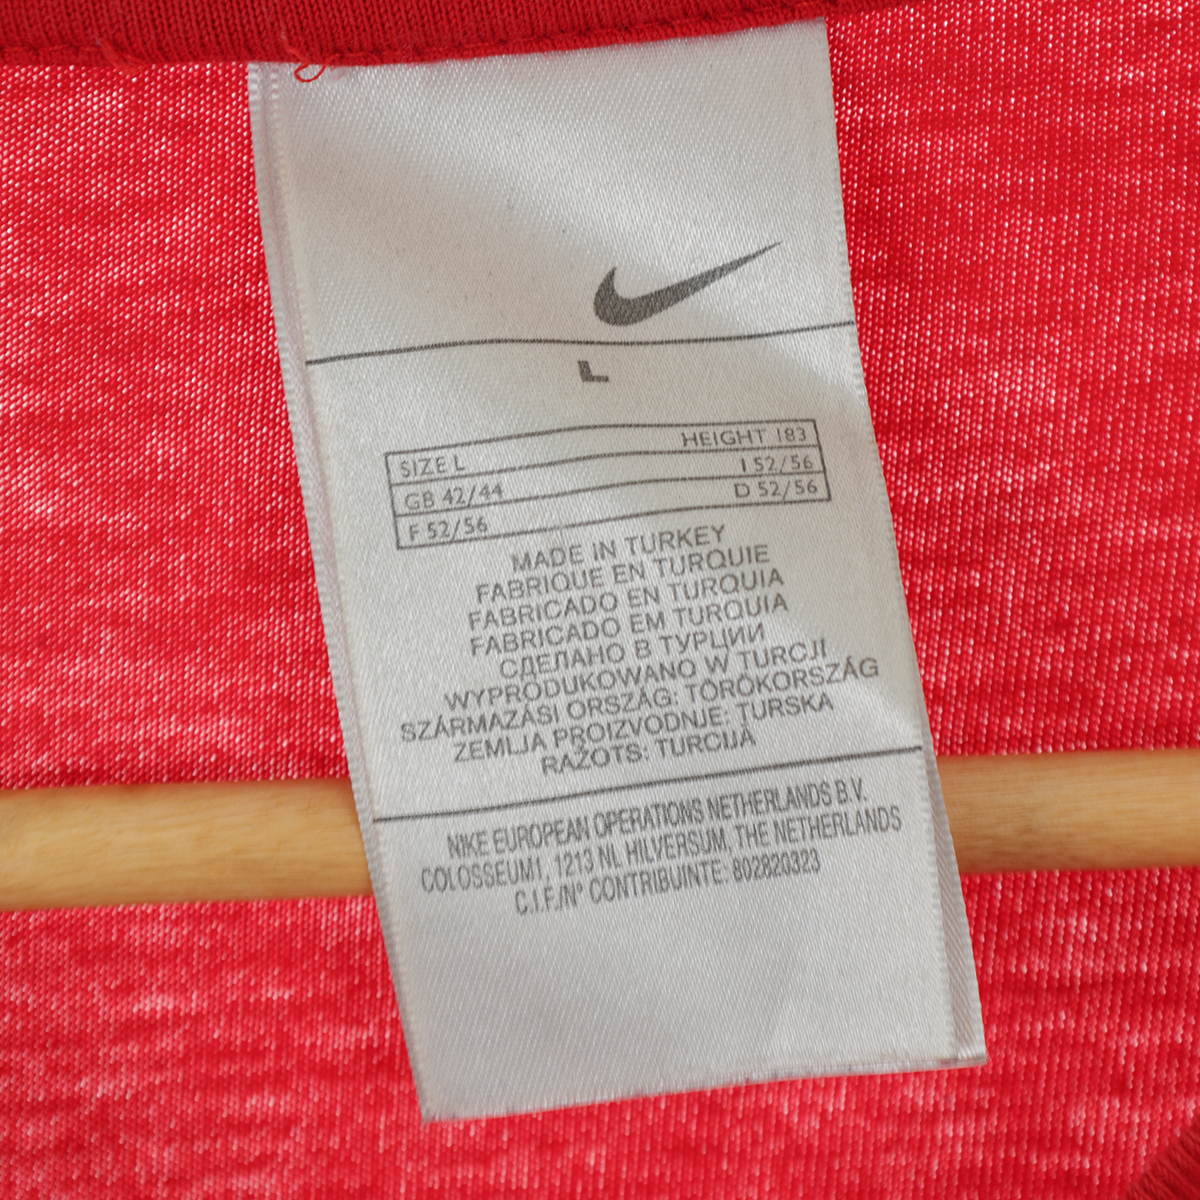 L
SIZE L HEIGHT 183
GB 42/44 I 52/56
F 52/56 D 52/56
MADE IN TURKEY
FABRIQUE EN TURQUIE
FABRICADO EN TURQUIA
FABRICADO EM TURQUIA
СДЕЛАНО В ТУРЦИИ
WYPRODUKOWANO W TURCJI
SZÁRMAZÁSI ORSZÁG: TÖRÖKORSZÁG
ZEMLJA PROIZVODNJE: TURSKA
RAŽOTS: TURCIJĀ
NIKE EUROPEAN OPERATIONS NETHERLANDS B.V.
COLOSSEUM1, 1213 NL HILVERSUM, THE NETHERLANDS
C.I.F./N° CONTRIBUINTE: 802820323